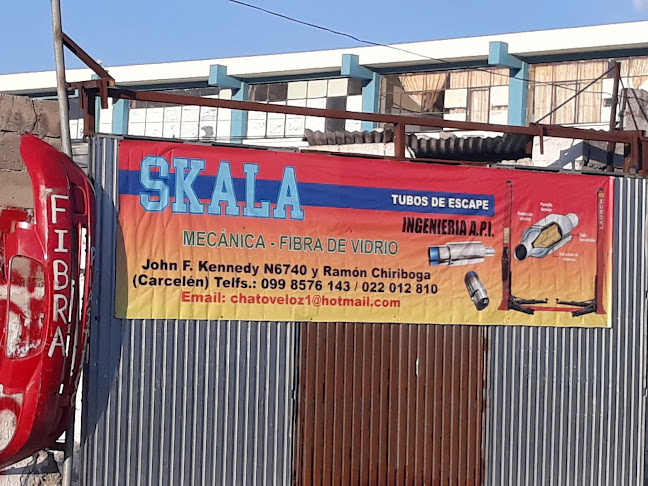 FIBRA
SKALA
TUBOS DE ESCAPE
INGENIERIA A.P.I.
MECÀNICA - FIBRA DE VIDRIO
John F. Kennedy N6740 y Ramón Chiriboga
(Carcelén) Telfs.: 099 8576 143 / 022 012 810
Email: chatoveloz1@hotmail.com